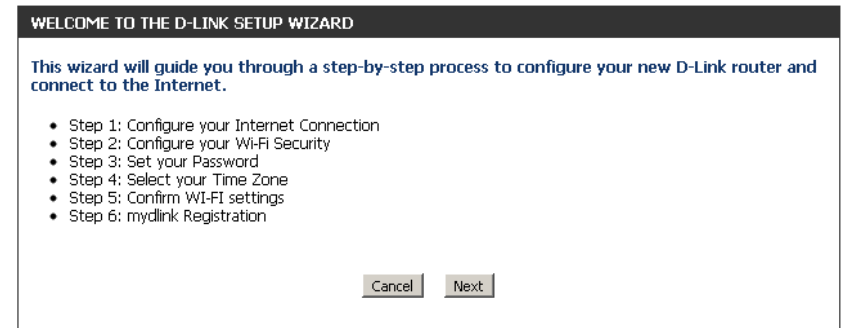 WELCOME TO THE D-LINK SETUP WIZARD
This wizard will guide you through a step-by-step process to configure your new D-Link router and
connect to the Internet.
• Step 1: Configure your Internet Connection
• Step 2: Configure your Wi-Fi Security
• Step 3: Set your Password
• Step 4: Select your Time Zone
• Step 5: Confirm WI-FI settings
• Step 6: mydlink Registration
Cancel Next